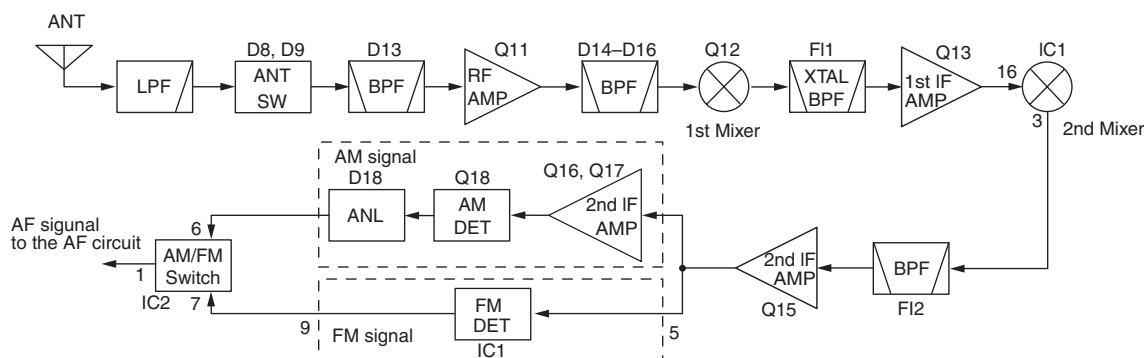 ANT
LPF
D8, D9
ANT
SW
D13
BPF
Q11
RF
AMP
D14–D16
BPF
Q12
1st Mixer
FI1
XTAL
BPF
Q13
1st IF
AMP
16
IC1
3
2nd Mixer
AM signal
D18
ANL
Q18
AM
DET
Q16, Q17
2nd IF
AMP
AF sigunal
to the AF circuit
6
AM/FM
Switch
1
IC2
7
9
FM signal
FM
DET
IC1
5
2nd IF
AMP
Q15
BPF
FI2